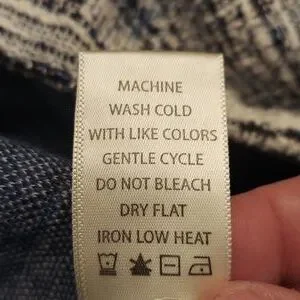 MACHINE
WASH COLD
WITH LIKE COLORS
GENTLE CYCLE
DO NOT BLEACH
DRY FLAT
IRON LOW HEAT